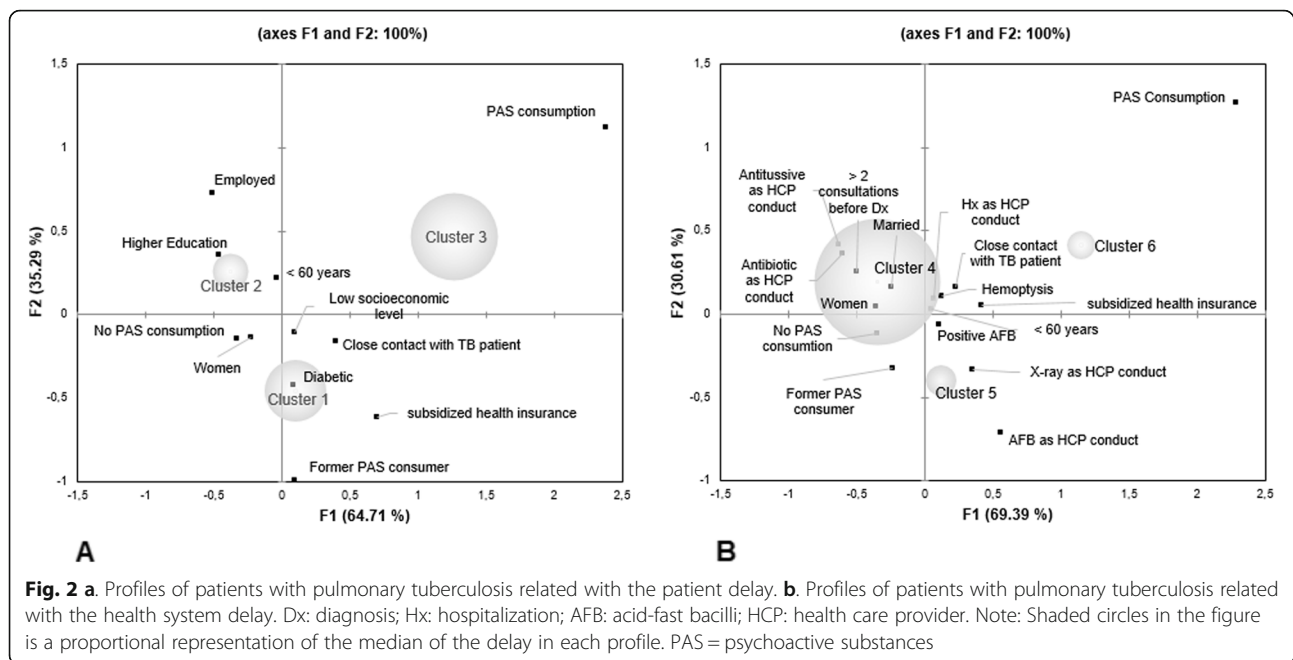 (axes F1 and F2: 100%)
F2 (35.29 %)
1,5
1
0,5
0
-0,5
-1
PAS consumption
Employed
Cluster 3
Higher Education
< 60 years
Cluster 2
Low socioeconomic
level
No PAS consumption
Women
Close contact with TB patient
Diabetic
Cluster 1
subsidized health insurance
Former PAS consumer
-1,5
-1
-0,5
0
0,5
1
1,5
2
2,5
F1 (64.71 %)
A
(axes F1 and F2: 100%)
F2 (30.61 %)
1,5
1
0,5
0
-0,5
-1
PAS Consumption
Antitussive
as HCP
conduct
> 2
consultations
before Dx
Married
Hx as HCP
conduct
Cluster 6
Close contact
with TB patient
Antibiotic
as HCP
conduct
Cluster 4
Hemoptysis
Women
subsidized health insurance
< 60 years
No PAS
consumtion
Positive AFB
Former PAS
consumer
Cluster 5
X-ray as HCP conduct
AFB as HCP conduct
-1,5
-1
-0,5
0
0,5
1
1,5
2
2,5
F1 (69.39 %)
B
Fig. 2 a. Profiles of patients with pulmonary tuberculosis related with the patient delay. b. Profiles of patients with pulmonary tuberculosis related
with the health system delay. Dx: diagnosis; Hx: hospitalization; AFB: acid-fast bacilli; HCP: health care provider. Note: Shaded circles in the figure
is a proportional representation of the median of the delay in each profile. PAS = psychoactive substances